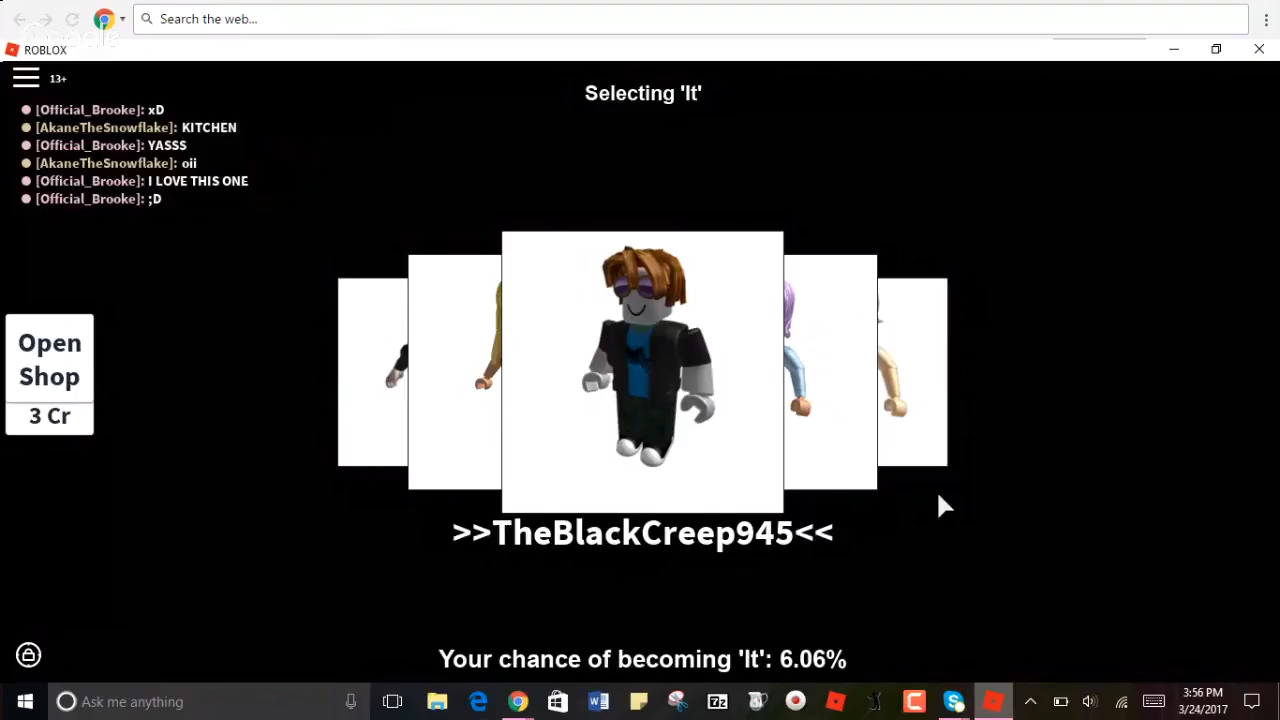 Search the web...
Google
ROBLOX
13+
Selecting 'It'
[Official_Brooke]: xD
[AkaneTheSnowflake]: KITCHEN
[Official_Brooke]: YASSS
[AkaneTheSnowflake]: oii
[Official_Brooke]: I LOVE THIS ONE
[Official_Brooke]: ;D
Open
Shop
3 Cr
>>TheBlackCreep945<<
Your chance of becoming 'It': 6.06%
Ask me anything
3:56 PM
3/24/2017